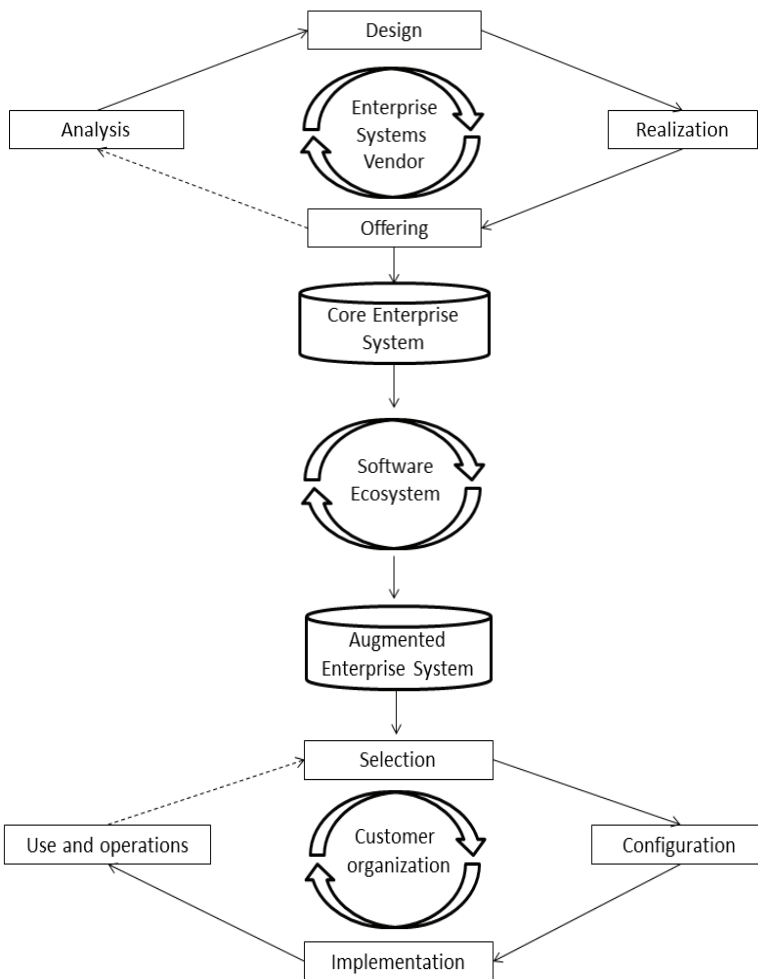 Design
Analysis
Enterprise
Systems
Vendor
Realization
Offering
Core Enterprise
System
Software
Ecosystem
Augmented
Enterprise System
Selection
Use and operations
Customer
organization
Configuration
Implementation